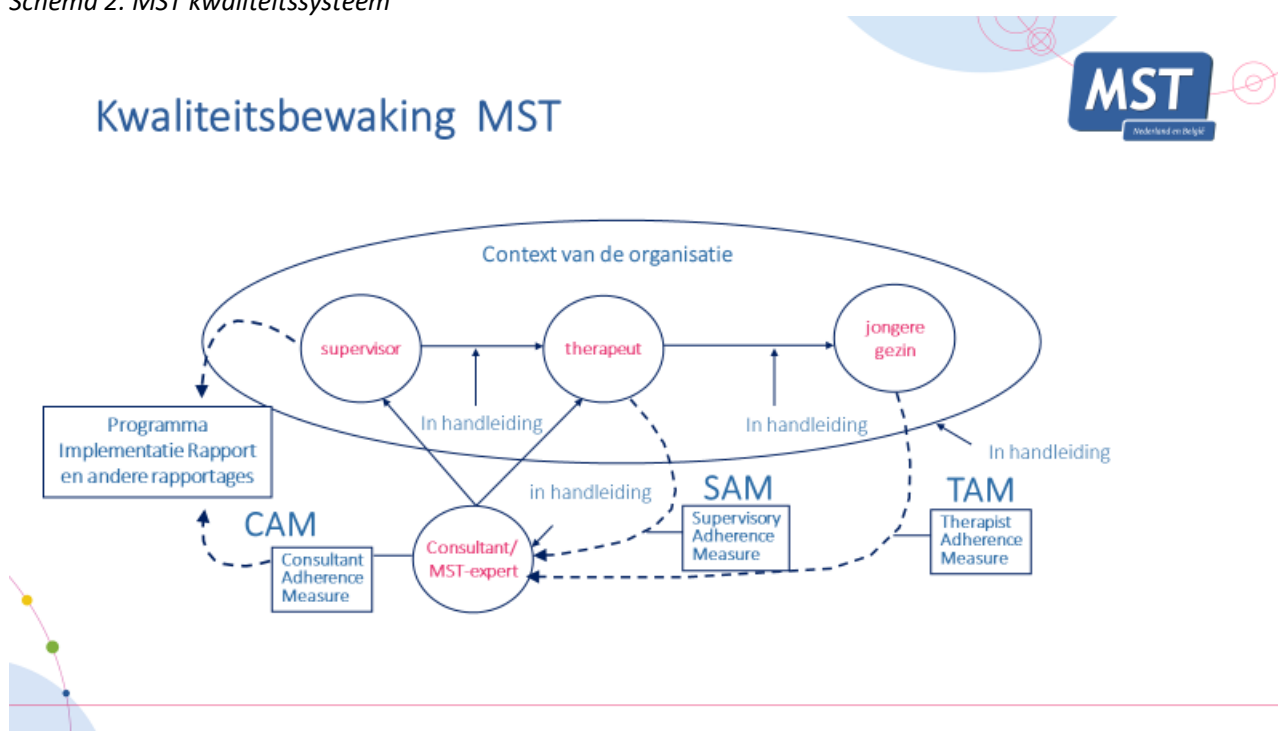 Schema 2: MST kwaliteitssysteem
Kwaliteitsbewaking MST
MST
Nederland en België
Context van de organisatie
supervisor
therapeut
jongere
gezin
In handleiding
In handleiding
In handleiding
Programma
Implementatie Rapport
en andere rapportages
in handleiding
CAM
Consultant
Adherence
Measure
Consultant/
MST-expert
SAM
Supervisory
Adherence
Measure
TAM
Therapist
Adherence
Measure